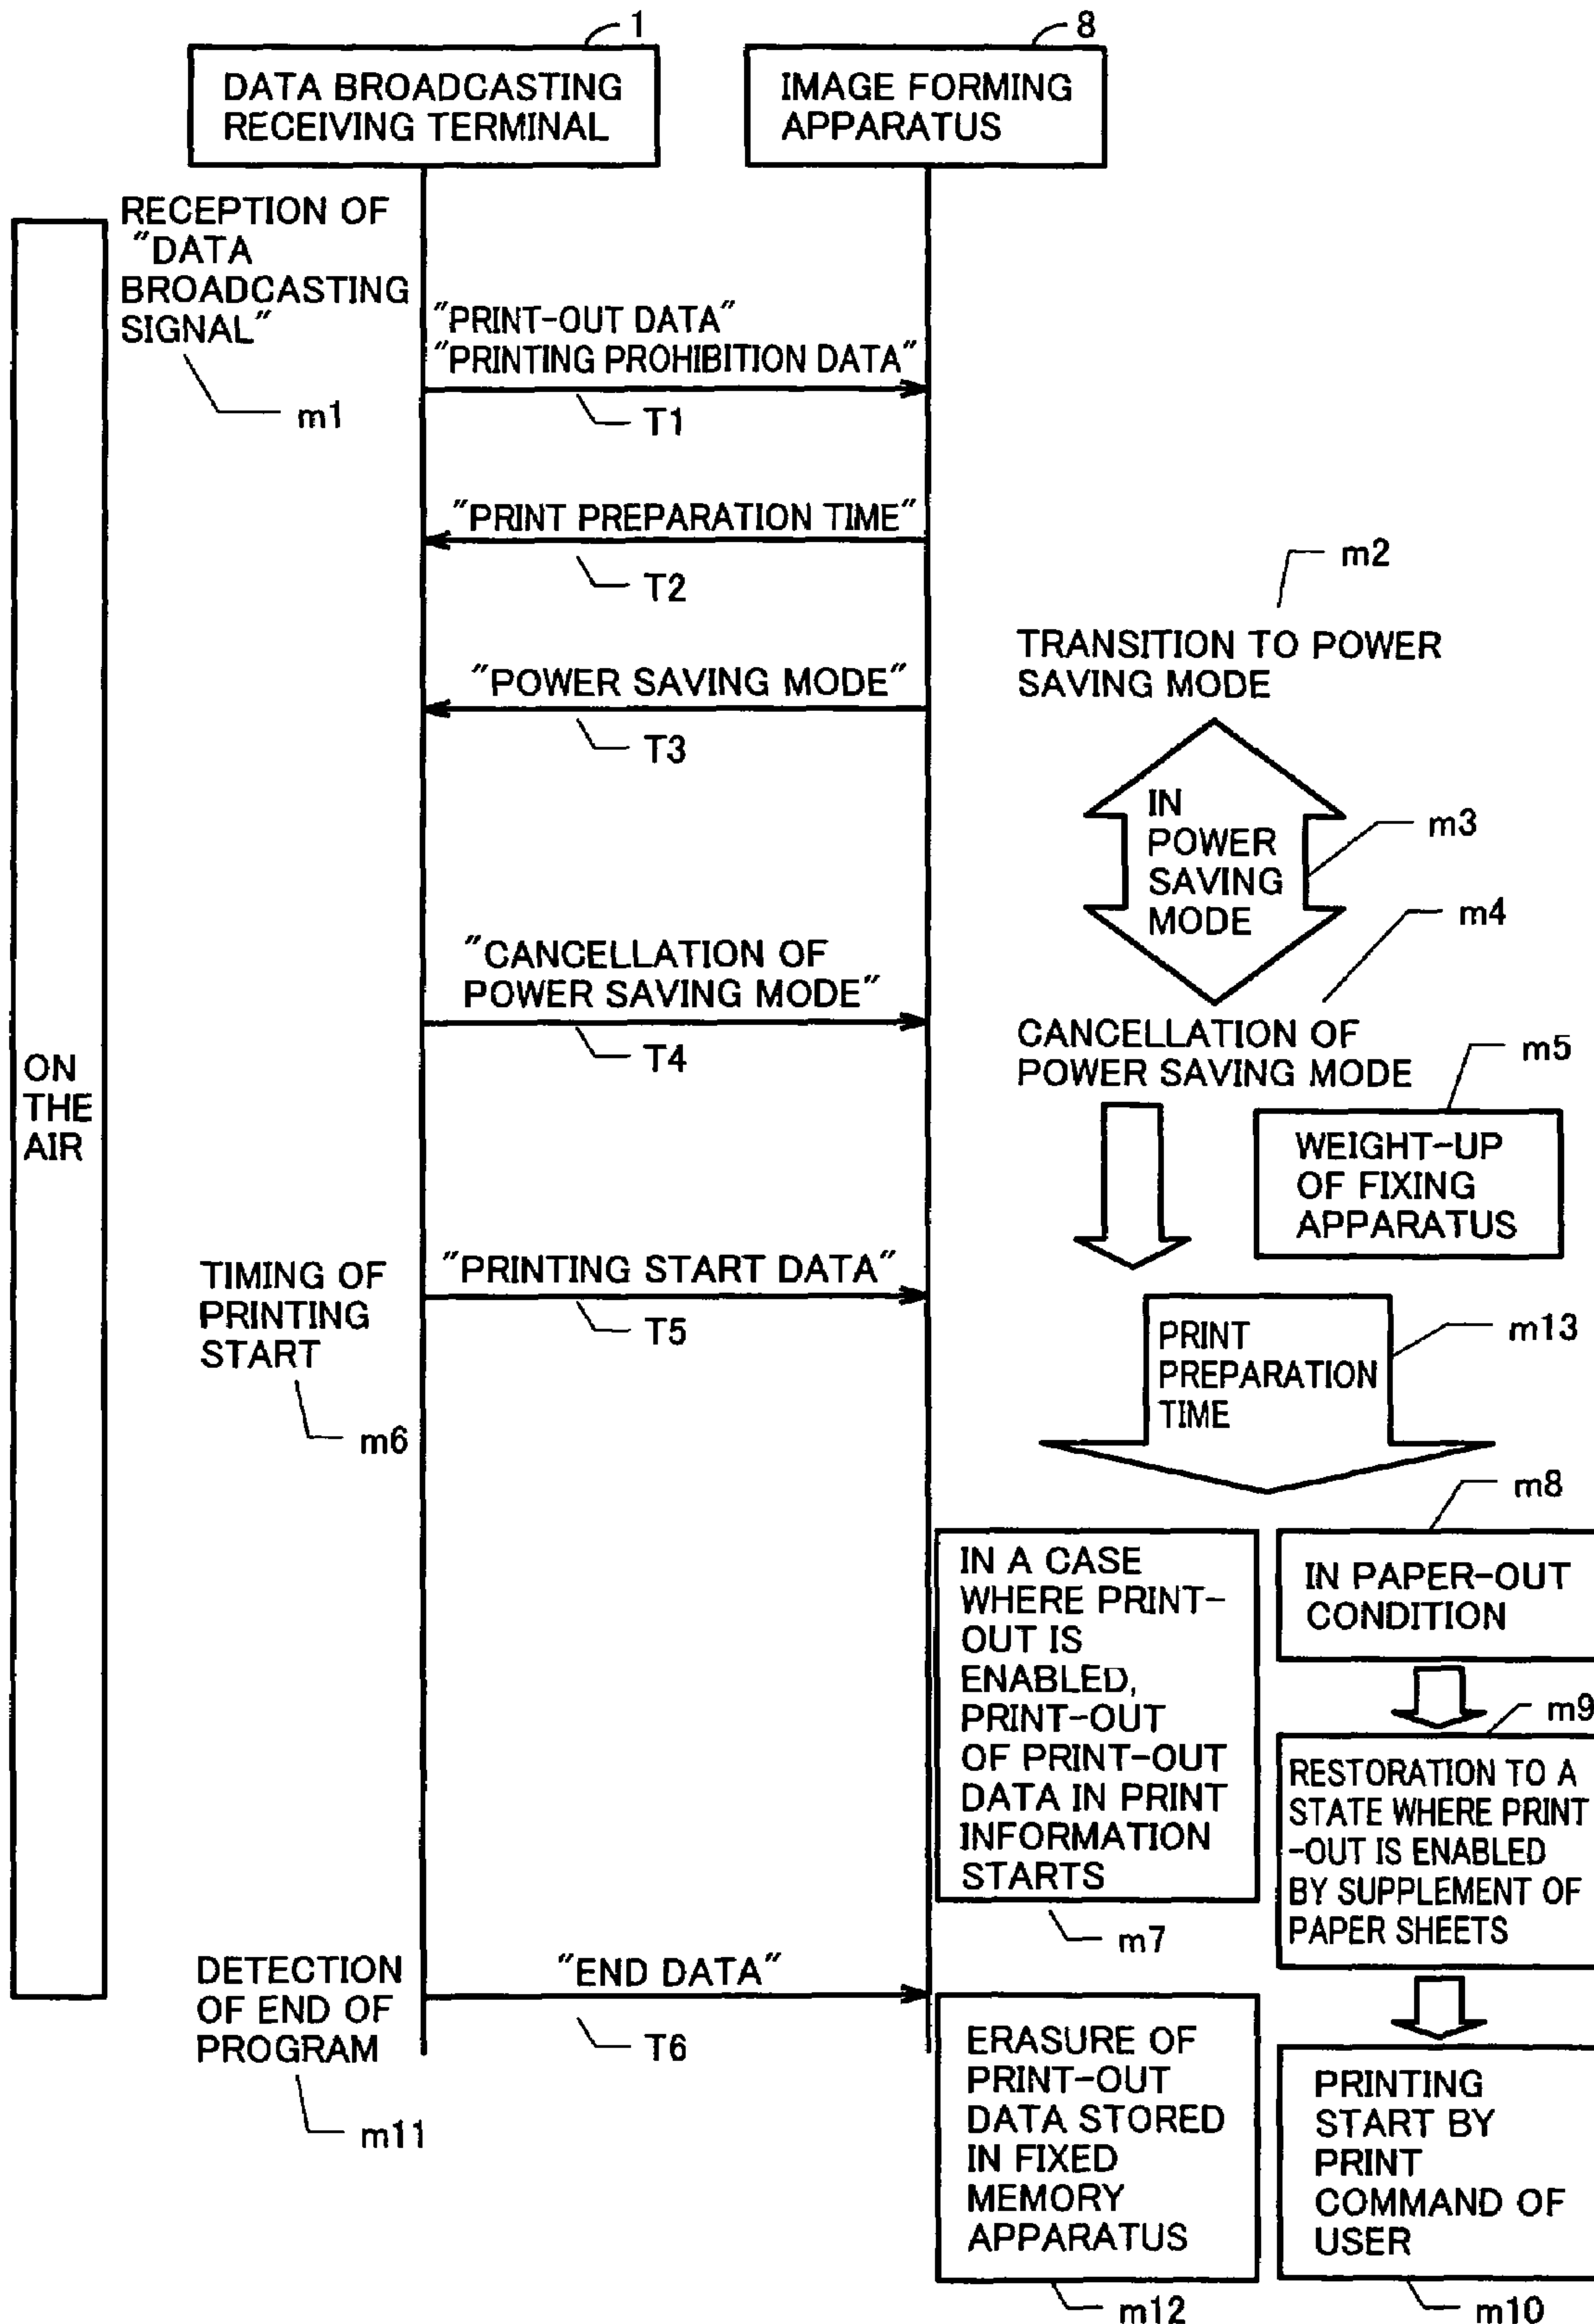 1
8
DATA BROADCASTING
RECEIVING TERMINAL
IMAGE FORMING
APPARATUS
RECEPTION OF
"DATA
BROADCASTING
SIGNAL"
m1
"PRINT-OUT DATA"
"PRINTING PROHIBITION DATA"
T1
"PRINT PREPARATION TIME"
T2
m2
TRANSITION TO POWER
SAVING MODE
"POWER SAVING MODE"
T3
IN
POWER
SAVING
MODE
m3
m4
"CANCELLATION OF
POWER SAVING MODE"
T4
CANCELLATION OF
POWER SAVING MODE
ON
THE
AIR
m5
WEIGHT-UP
OF FIXING
APPARATUS
TIMING OF
PRINTING
START
m6
"PRINTING START DATA"
T5
PRINT
PREPARATION
TIME
m13
m8
IN A CASE
WHERE PRINT-
OUT IS
ENABLED,
PRINT-OUT
OF PRINT-OUT
DATA IN PRINT
INFORMATION
STARTS
m7
IN PAPER-OUT
CONDITION
m9
RESTORATION TO A
STATE WHERE PRINT
-OUT IS ENABLED
BY SUPPLEMENT OF
PAPER SHEETS
DETECTION
OF END OF
PROGRAM
m11
"END DATA"
T6
ERASURE OF
PRINT-OUT
DATA STORED
IN FIXED
MEMORY
APPARATUS
m12
PRINTING
START BY
PRINT
COMMAND OF
USER
m10